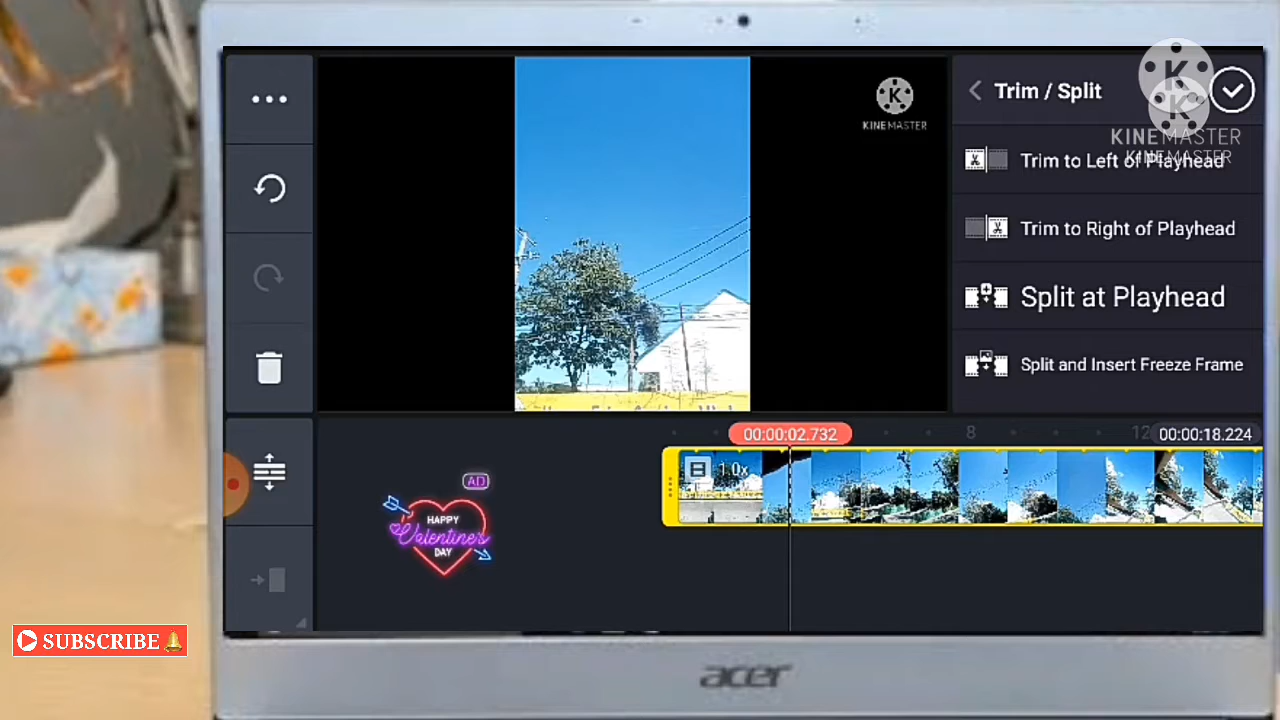 Trim / Split
K
KINEMASTER
K
KINEMASTER
K
KINEMASTER
Trim to Left of Playhead
Trim to Right of Playhead
Split at Playhead
Split and Insert Freeze Frame
00:00:02.732
8
12
00:00:18.224
1.0x
AD
HAPPY
Valentine's
DAY
SUBSCRIBE
acer